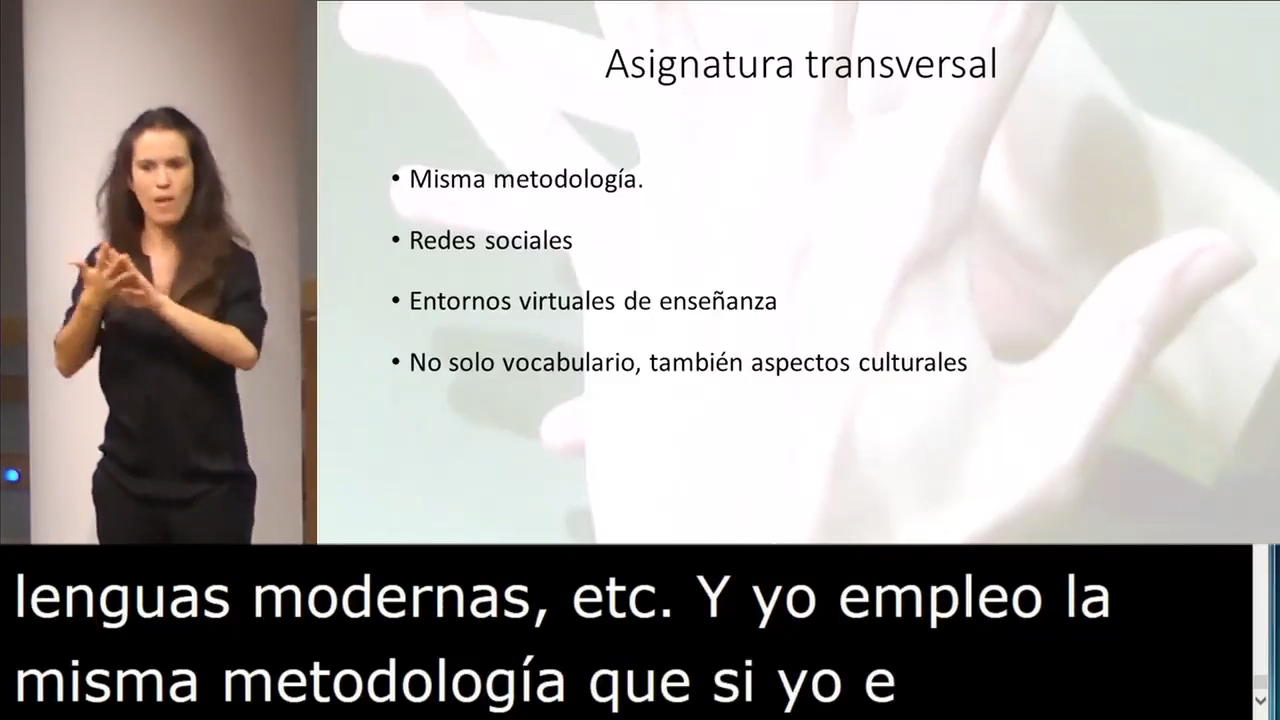 Asignatura transversal
• Misma metodología.
• Redes sociales
• Entornos virtuales de enseñanza
• No solo vocabulario, también aspectos culturales
lenguas modernas, etc. Y yo empleo la
misma metodología que si yo e